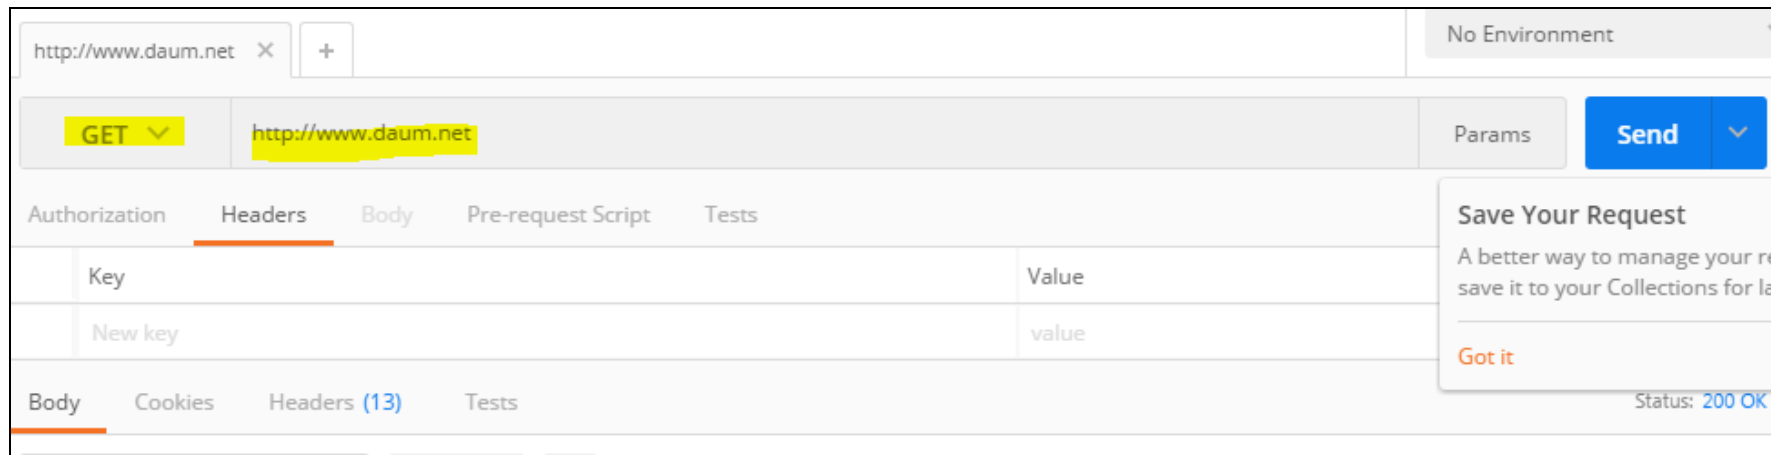 http://www.daum.net
No Environment
GET http://www.daum.net Params Send
Authorization Headers Body Pre-request Script Tests
Save Your Request
A better way to manage your
save it to your Collections for
Got it
Key Value
New key value
Body Cookies Headers (13) Tests Status: 200 OK